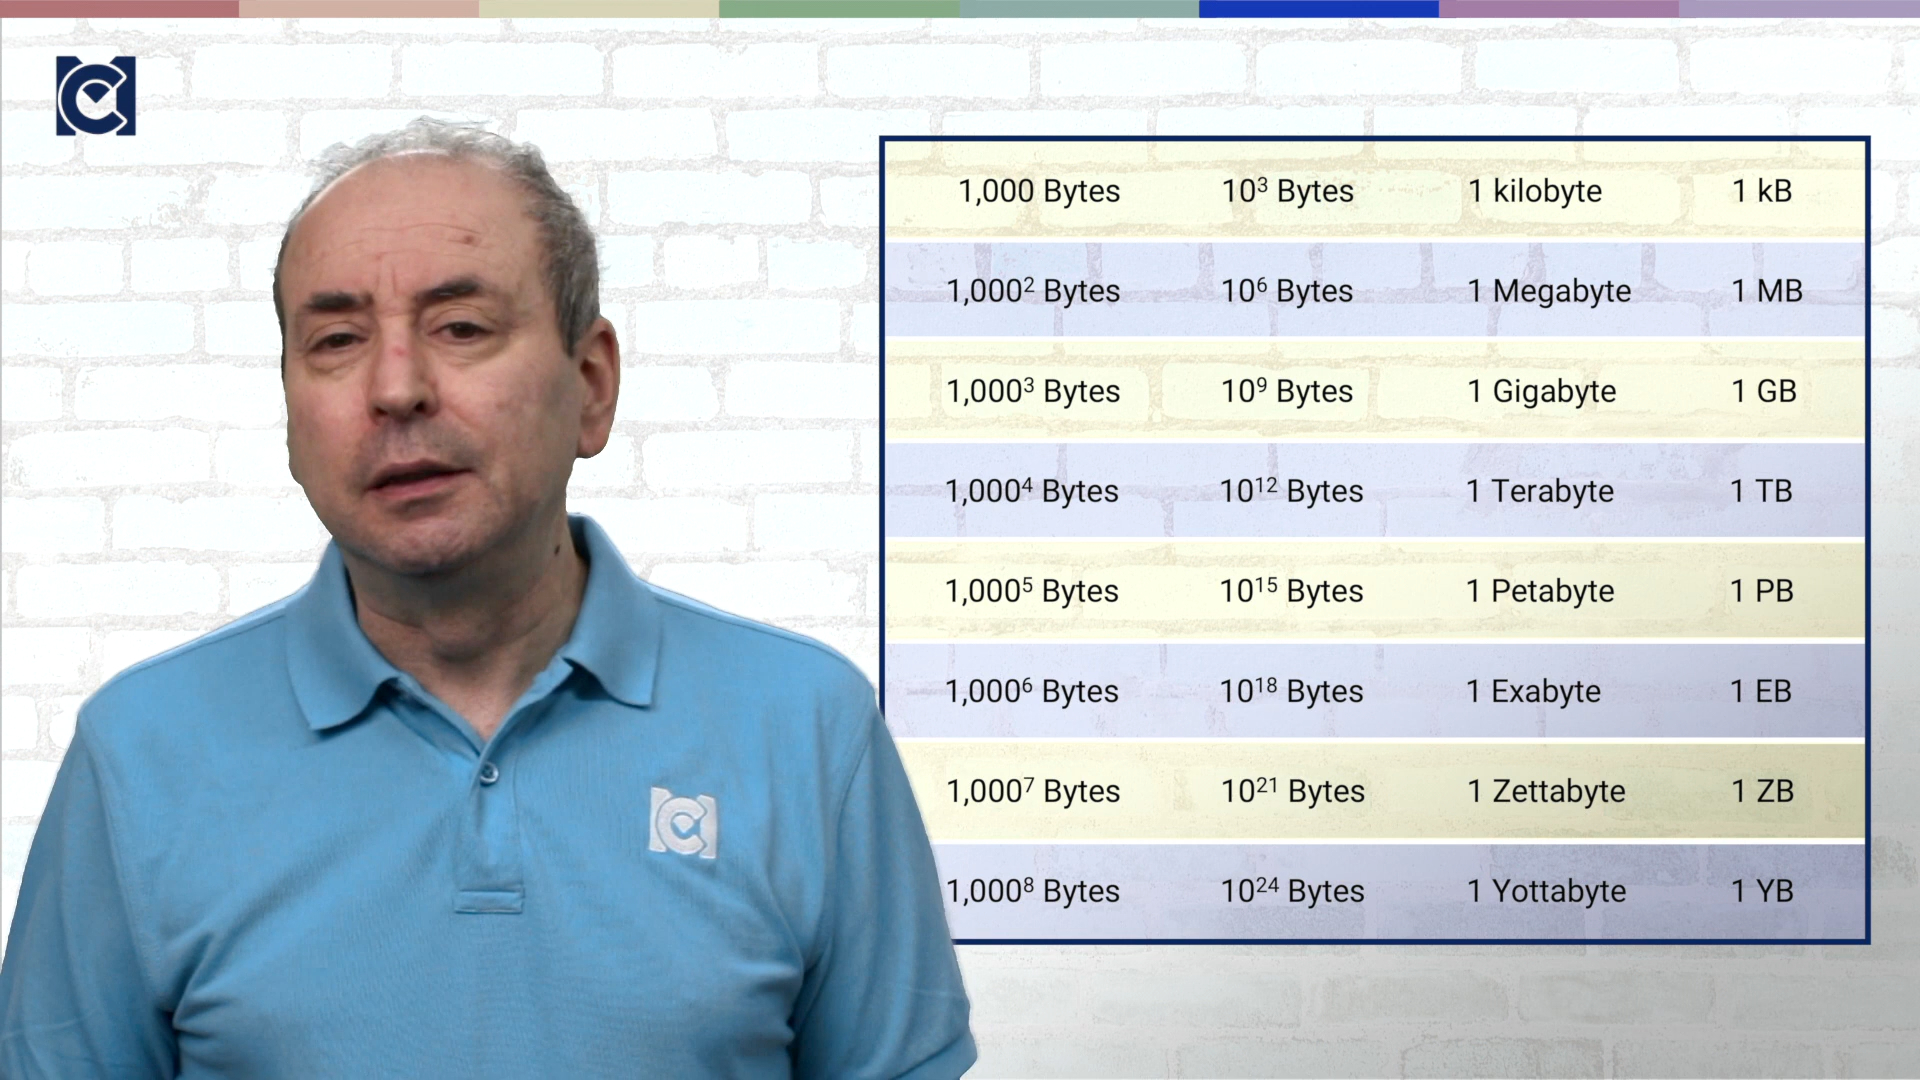 1,000 Bytes 10³ Bytes 1 kilobyte 1 kB
1,000² Bytes 10⁶ Bytes 1 Megabyte 1 MB
1,000³ Bytes 10⁹ Bytes 1 Gigabyte 1 GB
1,000⁴ Bytes 10¹² Bytes 1 Terabyte 1 TB
1,000⁵ Bytes 10¹⁵ Bytes 1 Petabyte 1 PB
1,000⁶ Bytes 10¹⁸ Bytes 1 Exabyte 1 EB
1,000⁷ Bytes 10²¹ Bytes 1 Zettabyte 1 ZB
1,000⁸ Bytes 10²⁴ Bytes 1 Yottabyte 1 YB